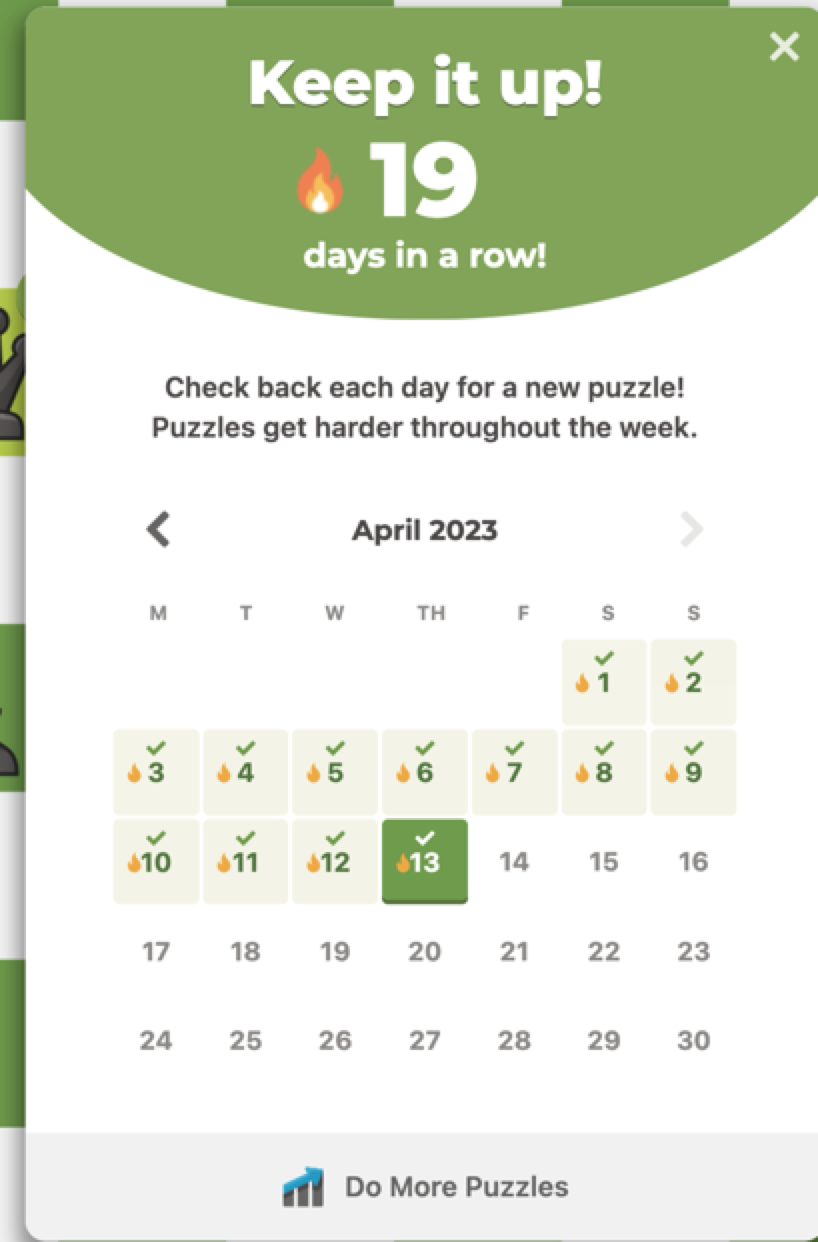 Keep it up!
19
days in a row!
Check back each day for a new puzzle!
Puzzles get harder throughout the week.
April 2023
M T W TH F S S
1 2
3 4 5 6 7 8 9
10 11 12 13 14 15 16
17 18 19 20 21 22 23
24 25 26 27 28 29 30
Do More Puzzles